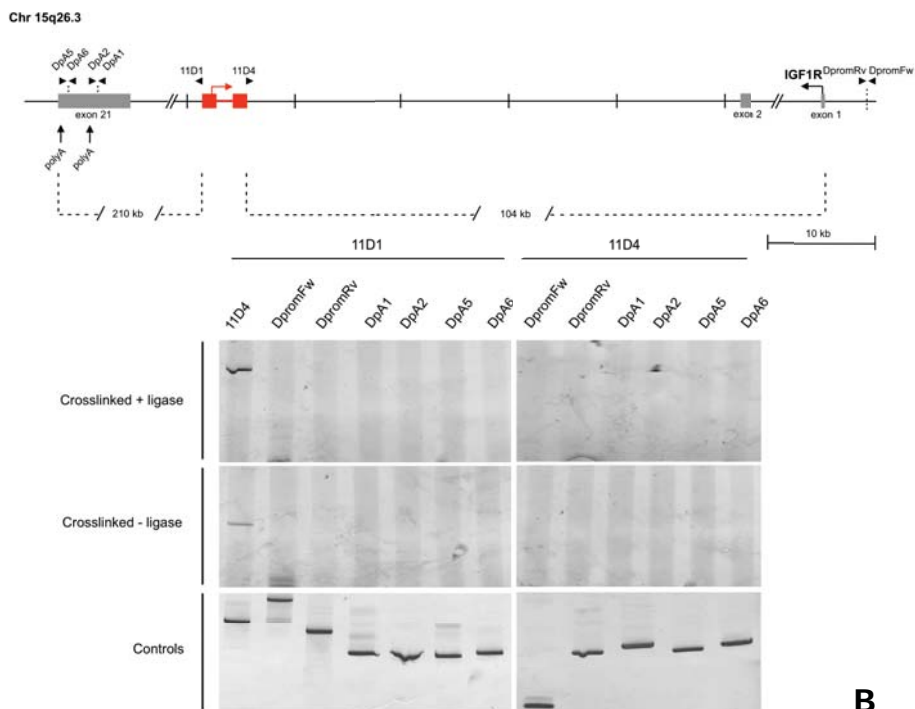 Chr 15q26.3
DpA5
DpA6
DpA2
DpA1
11D1
11D4
IGF1R
DpromRv
DpromFw
exon 21
exon 2
exon 1
polyA
polyA
210 kb
104 kb
10 kb
11D1
11D4
11D4
DpromFw
DpromRv
DpA1
DpA2
DpA5
DpA6
DpromFw
DpromRv
DpA1
DpA2
DpA5
DpA6
Crosslinked + ligase
Crosslinked - ligase
Controls
B